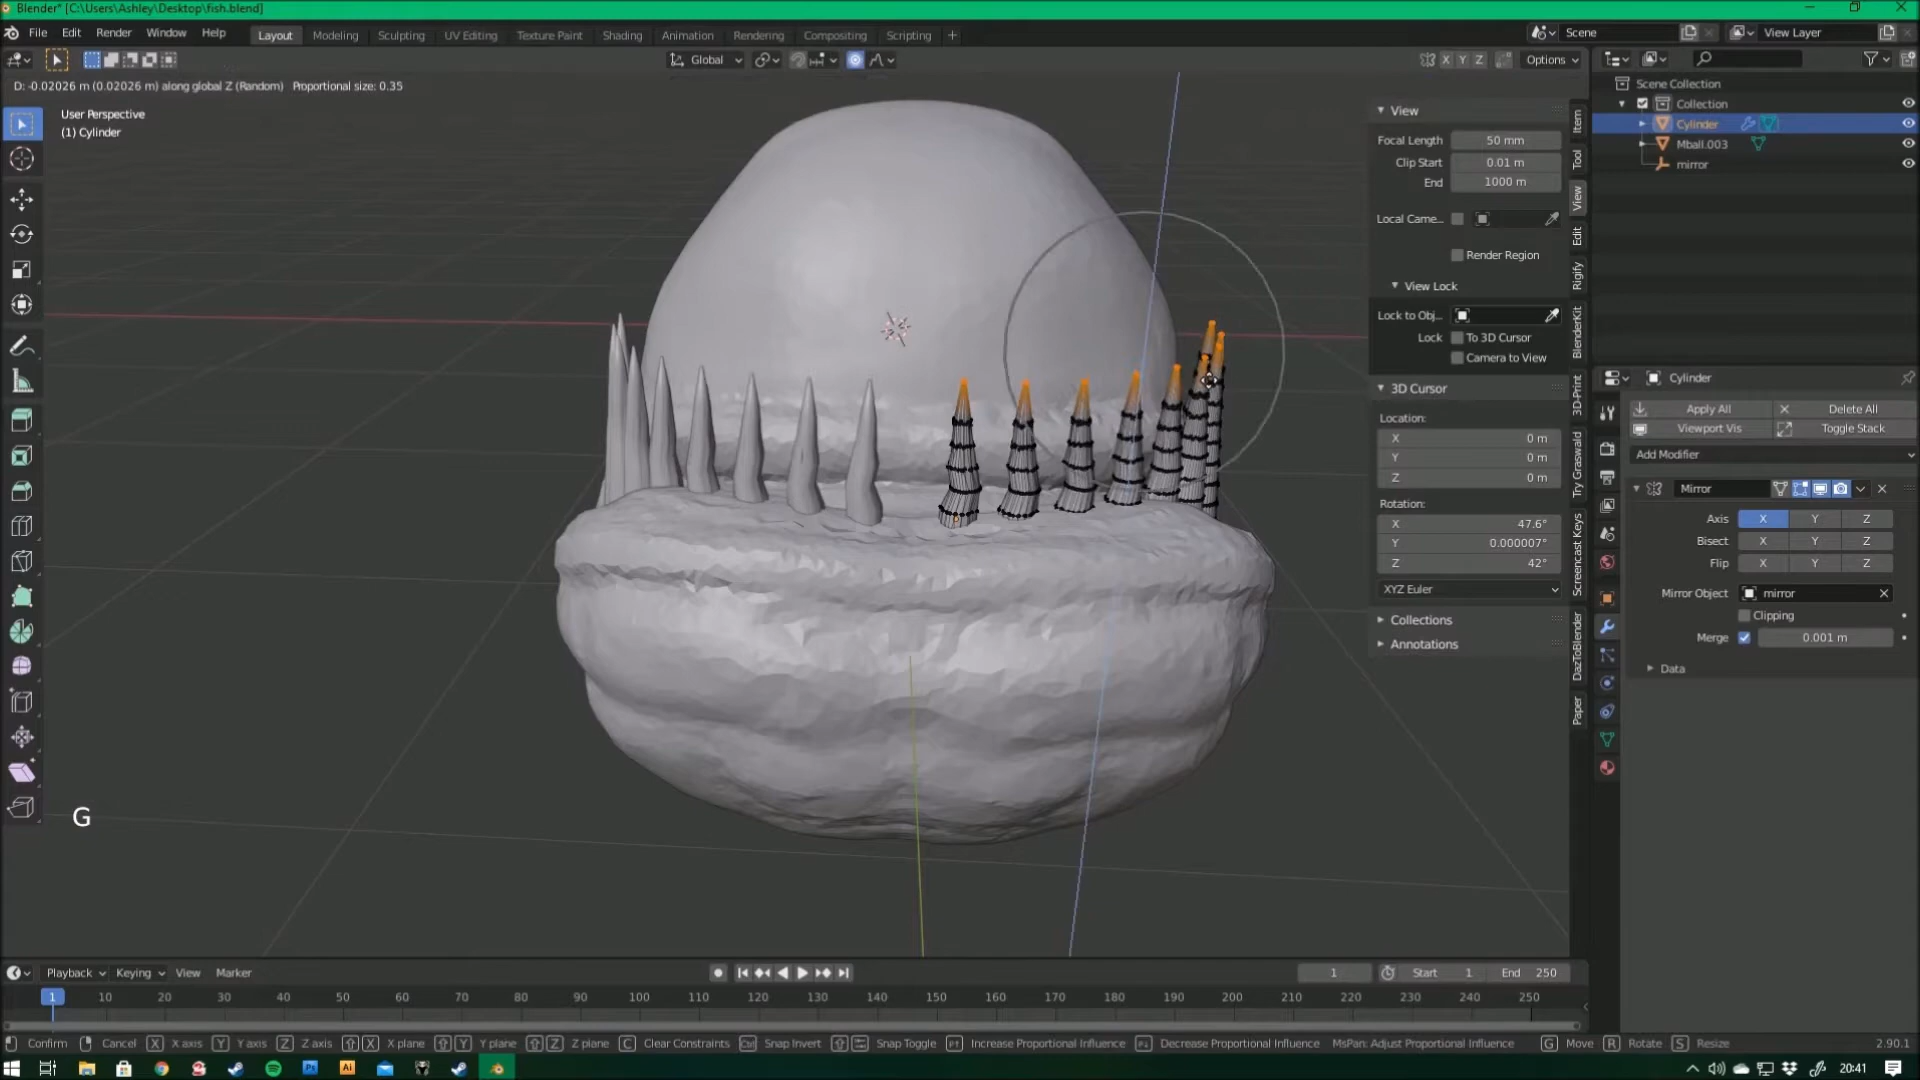 Blender* [C:\Users\Ashley\Desktop\fish.blend]
File Edit Render Window Help Layout Modeling Sculpting UV Editing Texture Paint Shading Animation Rendering Compositing Scripting + Scene View Layer
Global X Y Z Options
D: -0.02026 m (0.02026 m) along global Z (Random) Proportional size: 0.35
User Perspective
(1) Cylinder
G
View
Focal Length 50 mm
Clip Start 0.01 m
End 1000 m
Local Came...
Render Region
View Lock
Lock to Obj...
Lock To 3D Cursor
Camera to View
3D Cursor
Location:
X 0 m
Y 0 m
Z 0 m
Rotation:
X 47.6°
Y 0.000007°
Z 42°
XYZ Euler
Collections
Annotations
Item
Tool
View
Edit
Rigify
BlenderKit
3D-Print
Try Graswald
Screencast Keys
DazToBlender
Paper
Scene Collection
Collection
Cylinder
Mball.003
mirror
Cylinder
Apply All Delete All
Viewport Vis Toggle Stack
Add Modifier
Mirror
Axis X Y Z
Bisect X Y Z
Flip X Y Z
Mirror Object mirror
Clipping
Merge 0.001 m
Data
Playback Keying View Marker 1 Start 1 End 250
1 10 20 30 40 50 60 70 80 90 100 110 120 130 140 150 160 170 180 190 200 210 220 230 240 250
Confirm Cancel X X axis Y Y axis Z Z axis X X plane Y Y plane Z Z plane C Clear Constraints Ctrl Snap Invert Snap Toggle Increase Proportional Influence Decrease Proportional Influence MsPan: Adjust Proportional Influence G Move R Rotate S Resize 2.90.1
Ps Ai 20:41